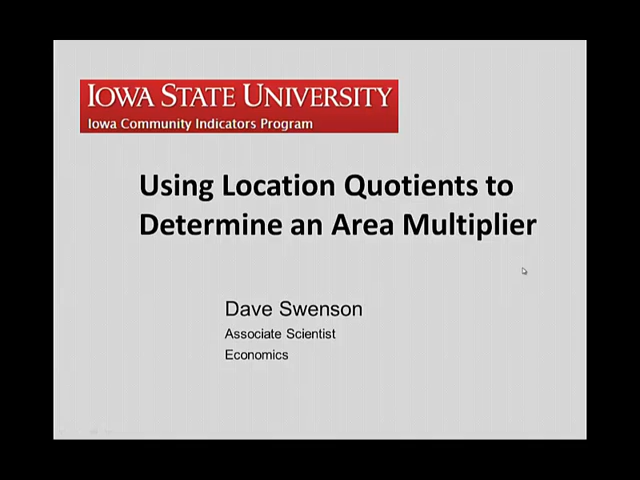 IOWA STATE UNIVERSITY
Iowa Community Indicators Program
Using Location Quotients to
Determine an Area Multiplier
Dave Swenson
Associate Scientist
Economics